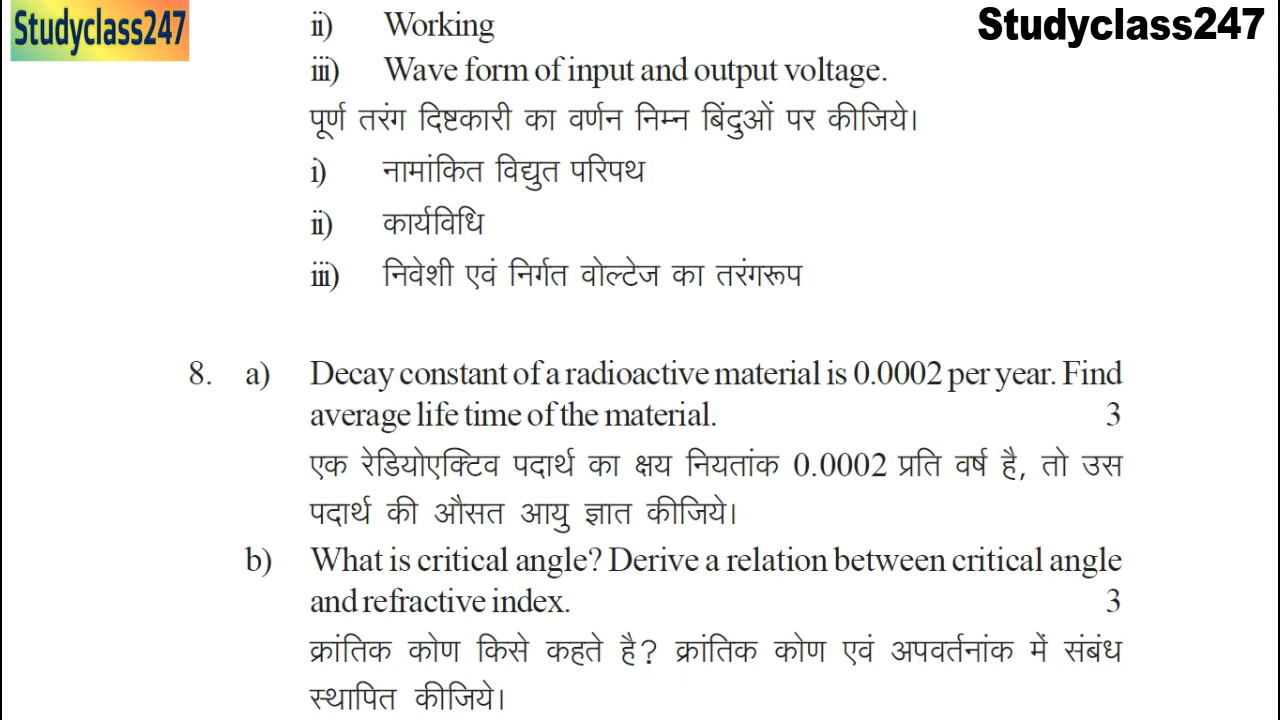 Studyclass247
Studyclass247
ii) Working
iii) Wave form of input and output voltage.
पूर्ण तरंग दिष्टकारी का वर्णन निम्न बिंदुओं पर कीजिये।
i) नामांकित विद्युत परिपथ
ii) कार्यविधि
iii) निवेशी एवं निर्गत वोल्टेज का तरंगरूप
8. a) Decay constant of a radioactive material is 0.0002 per year. Find
average life time of the material. 3
एक रेडियोएक्टिव पदार्थ का क्षय नियतांक 0.0002 प्रति वर्ष है, तो उस
पदार्थ की औसत आयु ज्ञात कीजिये।
b) What is critical angle? Derive a relation between critical angle
and refractive index. 3
क्रांतिक कोण किसे कहते है? क्रांतिक कोण एवं अपवर्तनांक में संबंध
स्थापित कीजिये।